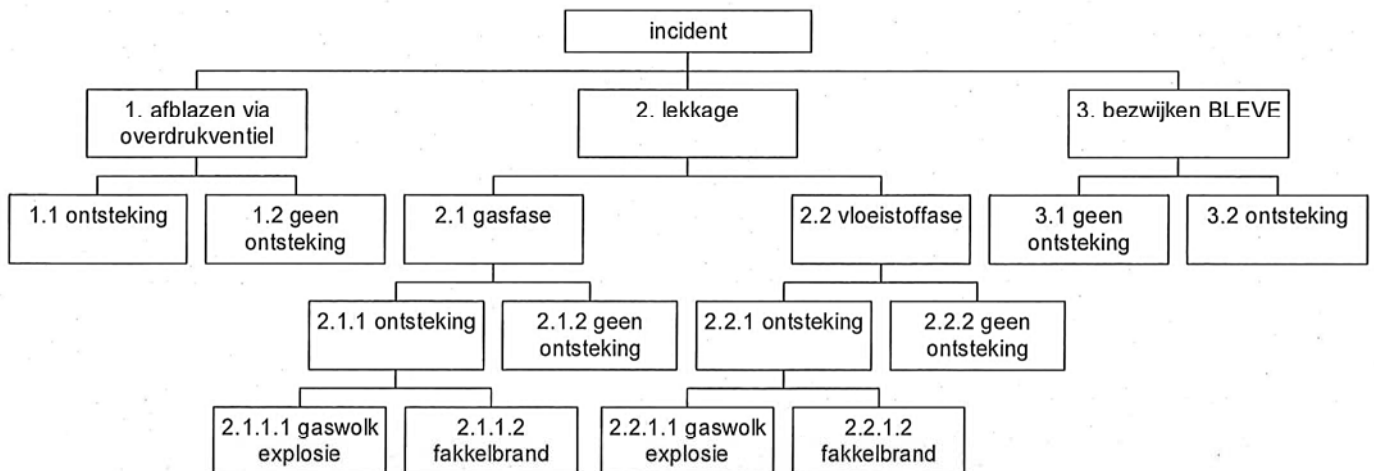 incident
1. afblazen via
overdrukventiel
2. lekkage
3. bezwijken BLEVE
1.1 ontsteking
1.2 geen
ontsteking
2.1 gasfase
2.2 vloeistoffase
3.1 geen
ontsteking
3.2 ontsteking
2.1.1 ontsteking
2.1.2 geen
ontsteking
2.2.1 ontsteking
2.2.2 geen
ontsteking
2.1.1.1 gaswolk
explosie
2.1.1.2
fakkelbrand
2.2.1.1 gaswolk
explosie
2.2.1.2
fakkelbrand